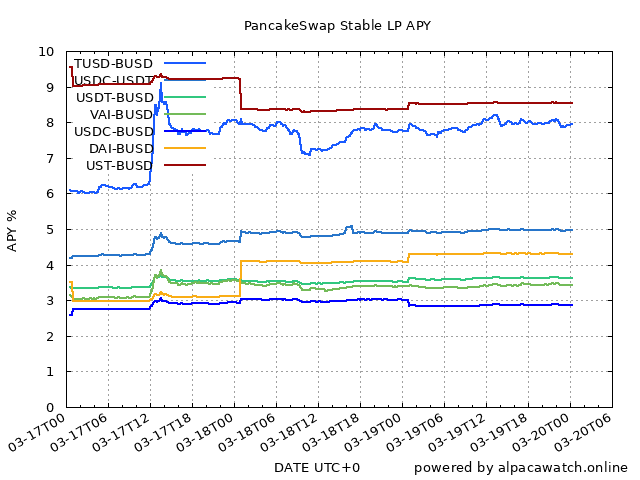 PancakeSwap Stable LP APY
10
9
8
7
6
5
4
3
2
1
0
APY %
TUSD-BUSD
USDC-USDT
USDT-BUSD
VAI-BUSD
USDC-BUSD
DAI-BUSD
UST-BUSD
03-17T00
03-17T06
03-17T12
03-17T18
03-18T00
03-18T06
03-18T12
03-18T18
03-19T00
03-19T06
03-19T12
03-19T18
03-20T00
03-20T06
DATE UTC+0
powered by alpacawatch.online